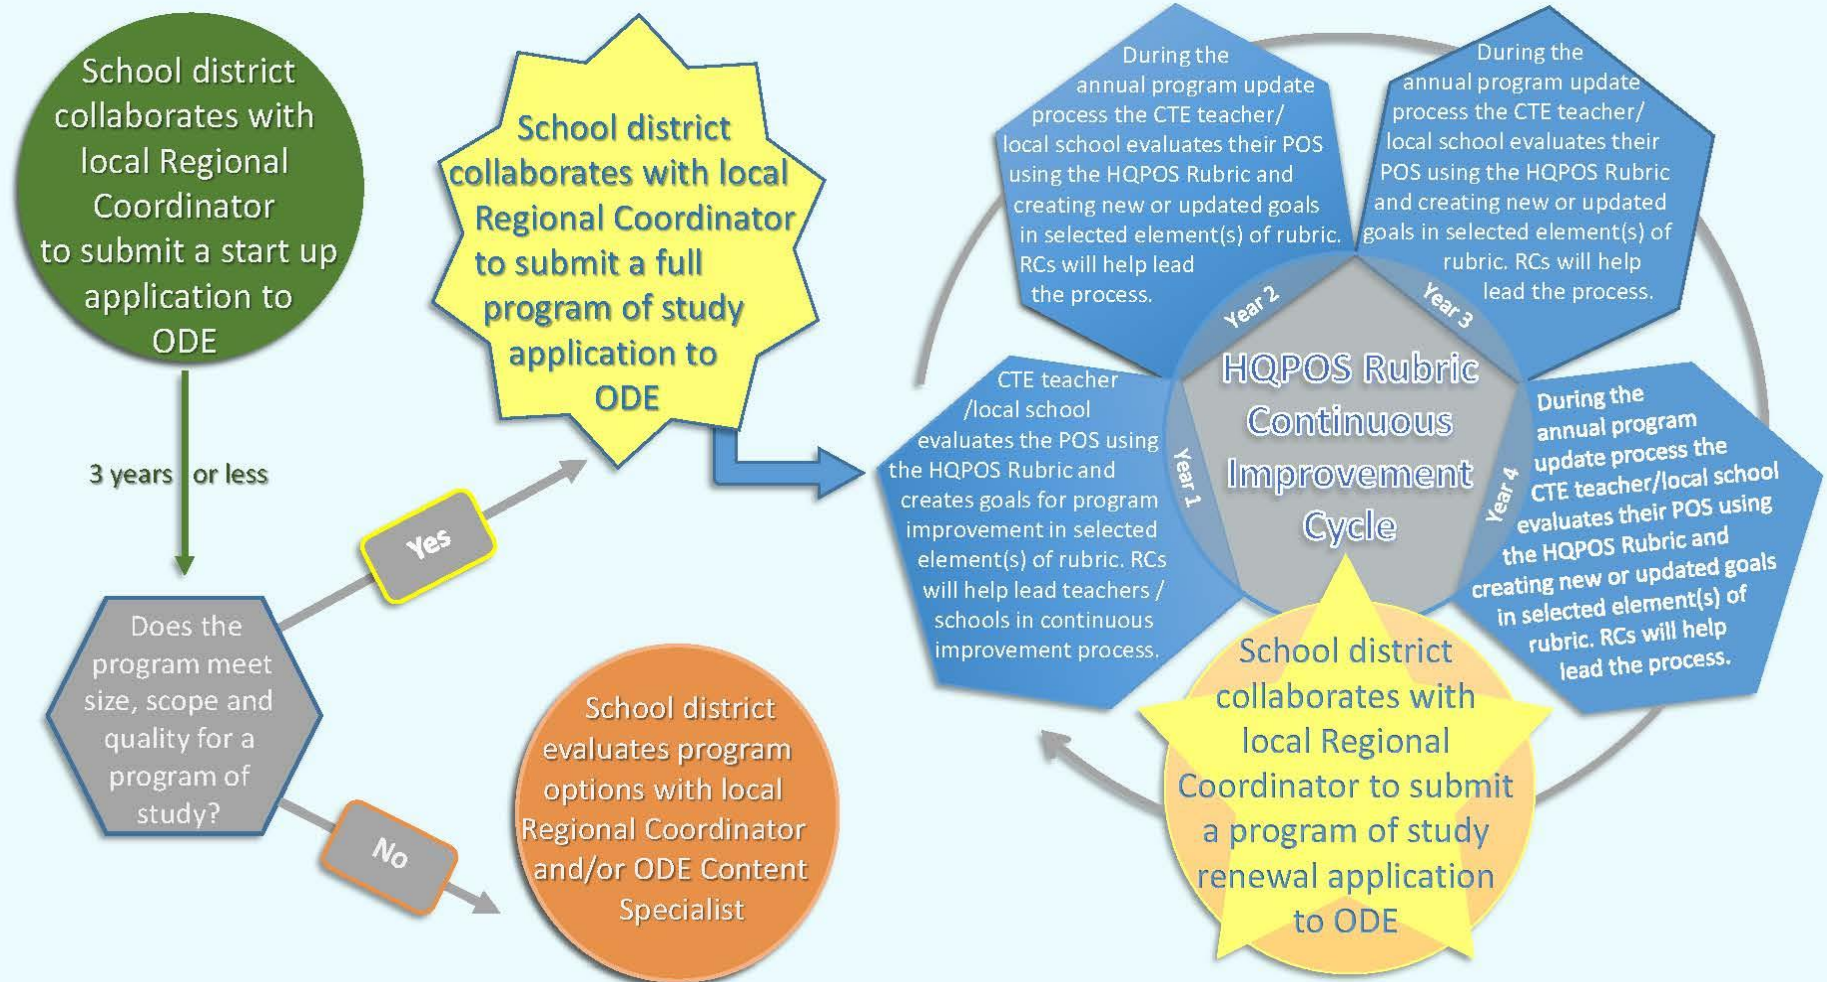 School district
collaborates with
local Regional
Coordinator
to submit a start up
application to
ODE
3 years or less
Does the
program meet
size, scope and
quality for a
program of
study?
Yes
No
School district
collaborates with local
Regional Coordinator
to submit a full
program of study
application to
ODE
School district
evaluates program
options with local
Regional Coordinator
and/or ODE Content
Specialist
CTE teacher
/local school
evaluates the POS using
the HQPOS Rubric and
creates goals for program
improvement in selected
element(s) of rubric. RCs
will help lead teachers /
schools in continuous
improvement process.
Year 1
During the
annual program update
process the CTE teacher/
local school evaluates their POS
using the HQPOS Rubric and
creating new or updated goals
in selected element(s) of rubric.
RCs will help lead
the process.
Year 2
During the
annual program update
process the CTE teacher/
local school evaluates their
POS using the HQPOS Rubric
and creating new or updated
goals in selected element(s) of
rubric. RCs will help
lead the process.
Year 3
During the
annual program
update process the
CTE teacher/local school
evaluates their POS using
the HQPOS Rubric and
creating new or updated goals
in selected element(s) of
rubric. RCs will help
lead the process.
Year 4
HQPOS Rubric
Continuous
Improvement
Cycle
School district
collaborates with
local Regional
Coordinator to submit
a program of study
renewal application
to ODE